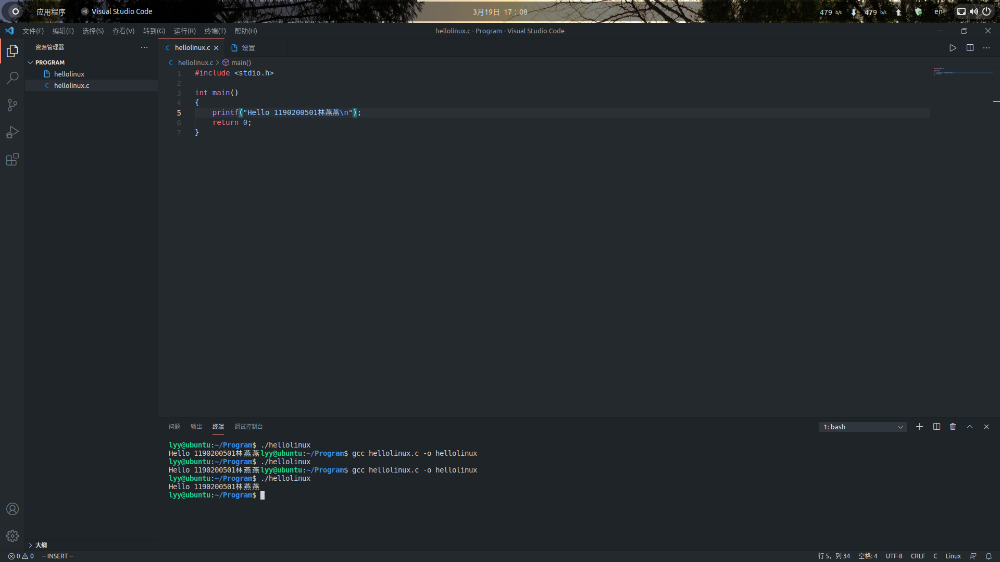 应用程序 Visual Studio Code 3月19日 17：08 479 b/s 479 b/s en
文件(F) 编辑(E) 选择(S) 查看(V) 转到(G) 运行(R) 终端(T) 帮助(H) hellolinux.c - Program - Visual Studio Code
资源管理器
PROGRAM
hellolinux
C hellolinux.c
大纲
C hellolinux.c 设置
C hellolinux.c main()
1 #include <stdio.h>
2
3 int main()
4 {
5 printf("Hello 1190200501林燕燕\n");
6 return 0;
7 }
问题 输出 终端 调试控制台 1: bash
lyy@ubuntu:~/Program$ ./hellolinux
Hello 1190200501林燕燕lyy@ubuntu:~/Program$ gcc hellolinux.c -o hellolinux
lyy@ubuntu:~/Program$ ./hellolinux
Hello 1190200501林燕燕lyy@ubuntu:~/Program$ gcc hellolinux.c -o hellolinux
lyy@ubuntu:~/Program$ ./hellolinux
Hello 1190200501林燕燕
lyy@ubuntu:~/Program$
0 0 -- INSERT -- 行 5，列 34 空格: 4 UTF-8 CRLF C Linux